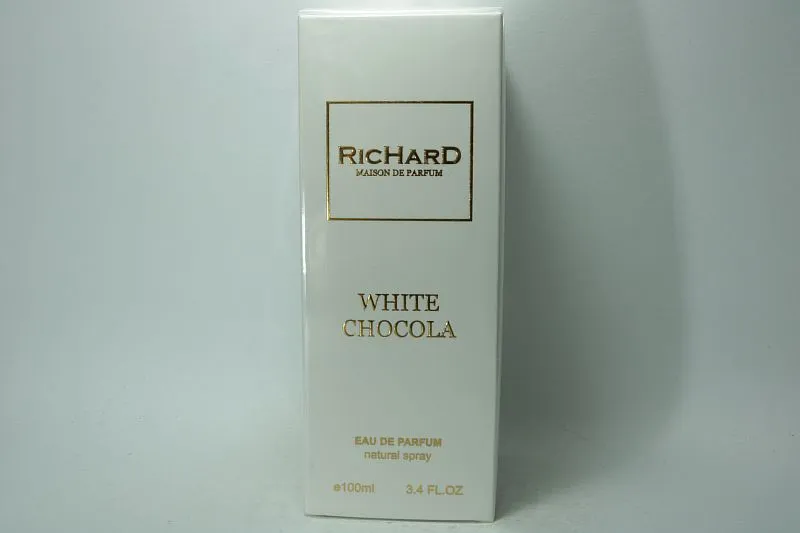 RICHARD
MAISON DE PARFUM
WHITE
CHOCOLA
EAU DE PARFUM
natural spray
e100ml 3.4 FL.OZ